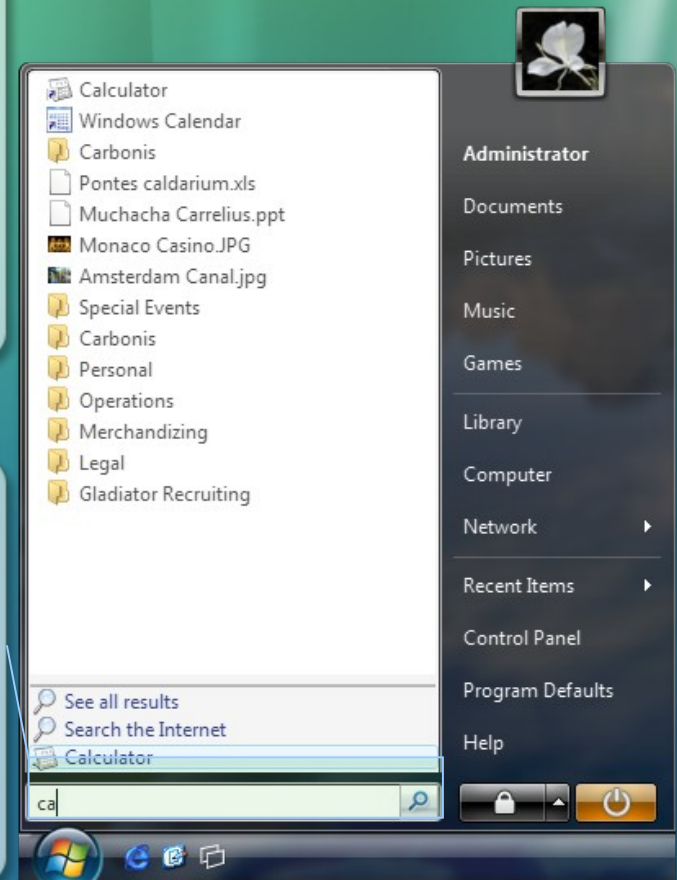 Calculator
Windows Calendar
Carbonis
Pontes caldarium.xls
Muchacha Carrelius.ppt
Monaco Casino.JPG
Amsterdam Canal.jpg
Special Events
Carbonis
Personal
Operations
Merchandizing
Legal
Gladiator Recruiting
See all results
Search the Internet
Calculator
ca
Administrator
Documents
Pictures
Music
Games
Library
Computer
Network
Recent Items
Control Panel
Program Defaults
Help